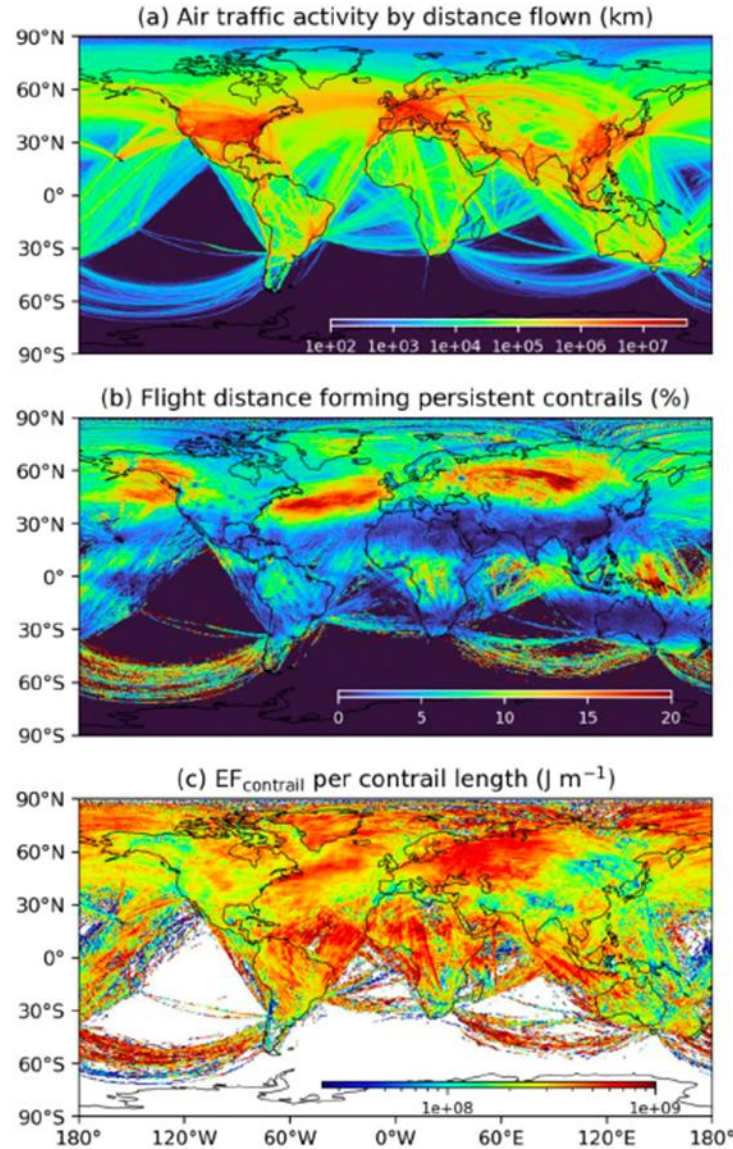 (a) Air traffic activity by distance flown (km)
90°N
60°N
30°N
0°
30°S
60°S
90°S
1e+02 1e+03 1e+04 1e+05 1e+06 1e+07
(b) Flight distance forming persistent contrails (%)
90°N
60°N
30°N
0°
30°S
60°S
90°S
0 5 10 15 20
(c) EFcontrail per contrail length (J m⁻¹)
90°N
60°N
30°N
0°
30°S
60°S
90°S
1e+08 1e+09
180° 120°W 60°W 0°W 60°E 120°E 180°